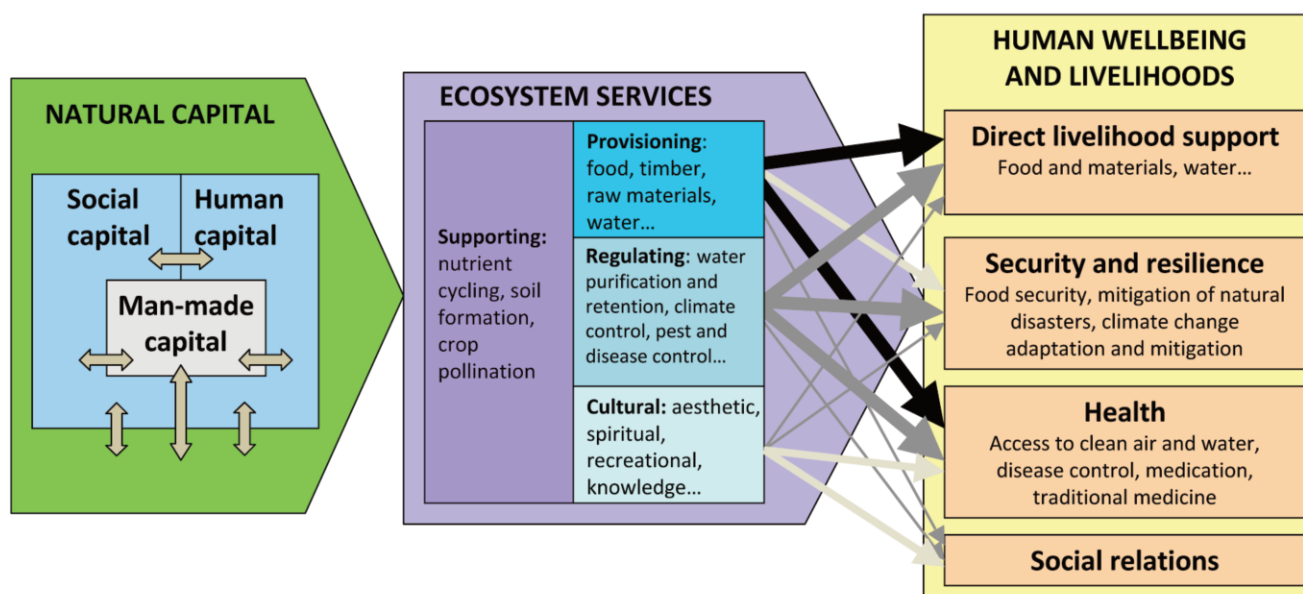 NATURAL CAPITAL
Social
capital
Human
capital
Man-made
capital
ECOSYSTEM SERVICES
Supporting:
nutrient
cycling, soil
formation,
crop
pollination
Provisioning:
food, timber,
raw materials,
water…
Regulating: water
purification and
retention, climate
control, pest and
disease control…
Cultural: aesthetic,
spiritual,
recreational,
knowledge…
HUMAN WELLBEING
AND LIVELIHOODS
Direct livelihood support
Food and materials, water…
Security and resilience
Food security, mitigation of natural
disasters, climate change
adaptation and mitigation
Health
Access to clean air and water,
disease control, medication,
traditional medicine
Social relations